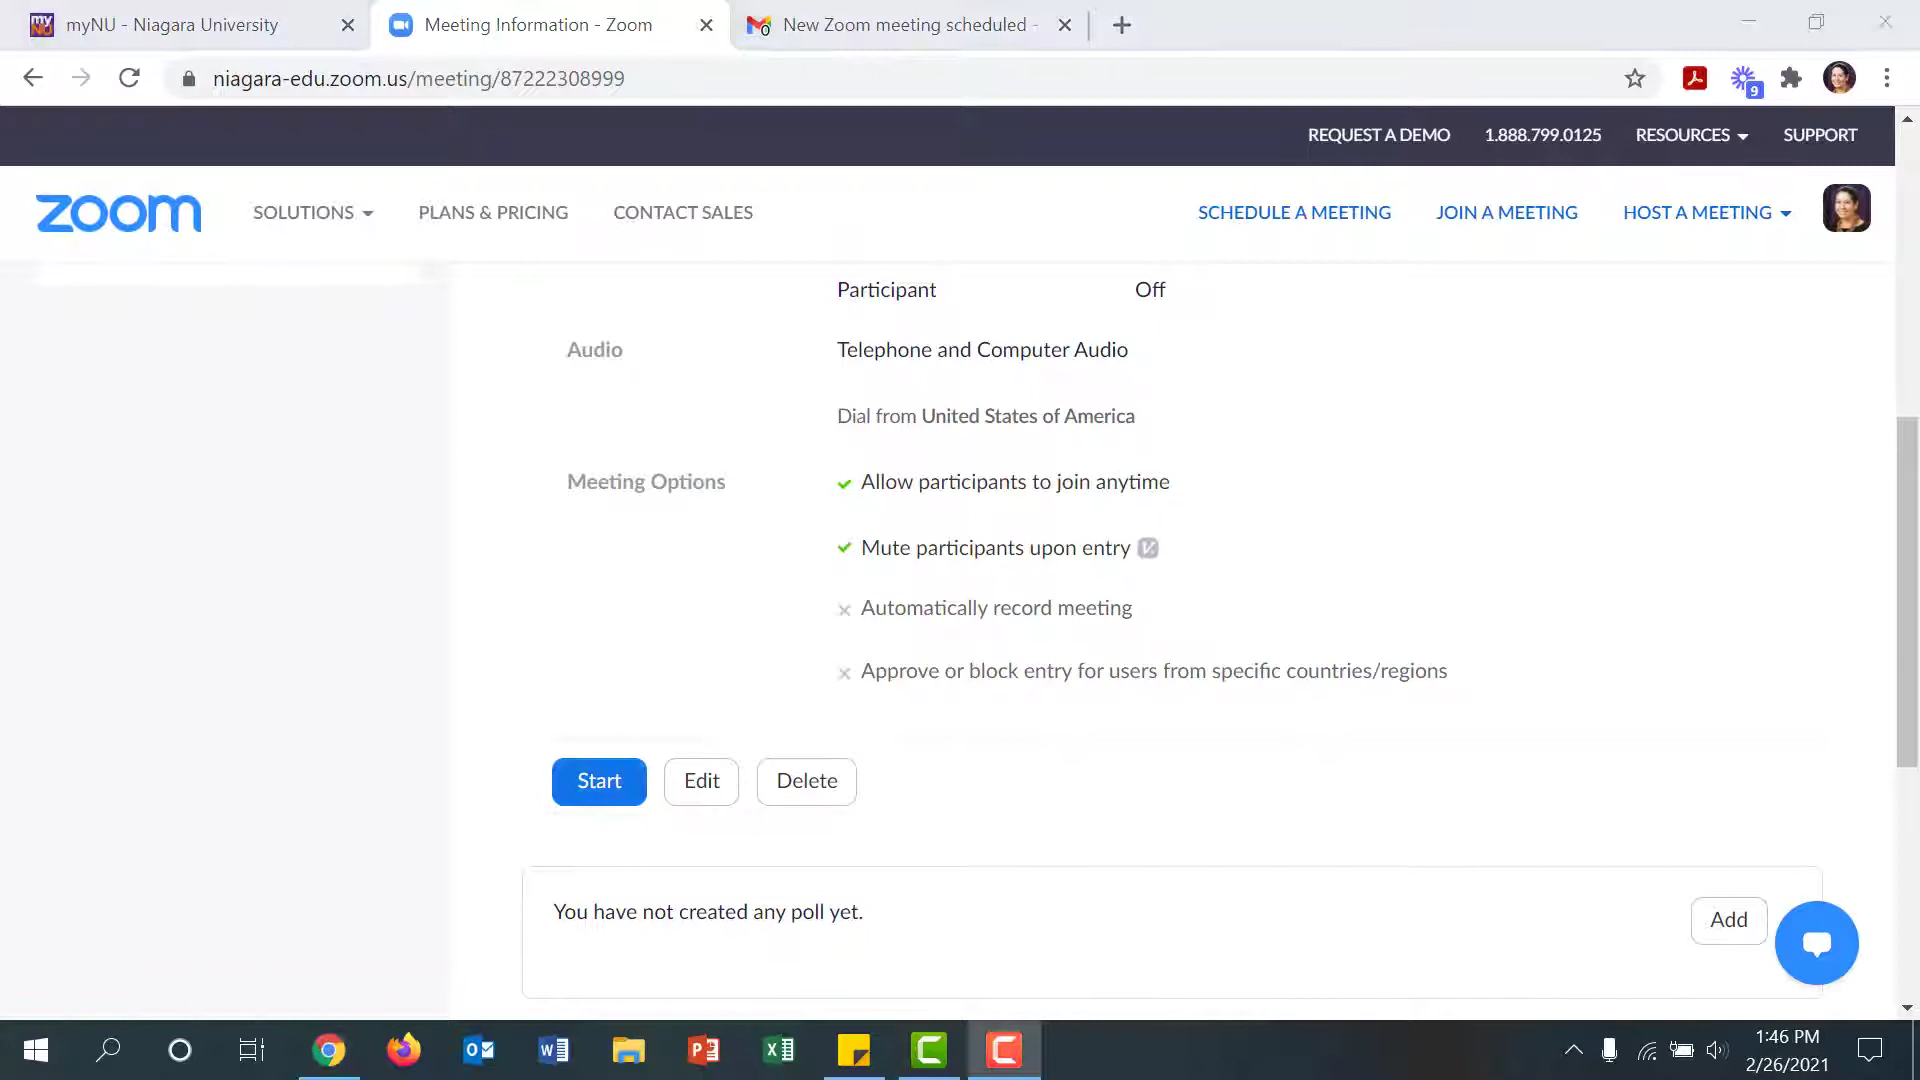 myNU - Niagara University
Meeting Information - Zoom
New Zoom meeting scheduled -
niagara-edu.zoom.us/meeting/87222308999
9
REQUEST A DEMO 1.888.799.0125 RESOURCES SUPPORT
zoom SOLUTIONS PLANS & PRICING CONTACT SALES SCHEDULE A MEETING JOIN A MEETING HOST A MEETING
Participant Off
Audio Telephone and Computer Audio
Dial from United States of America
Meeting Options Allow participants to join anytime
Mute participants upon entry
Automatically record meeting
Approve or block entry for users from specific countries/regions
Start Edit Delete
You have not created any poll yet.
Add
1:46 PM
2/26/2021